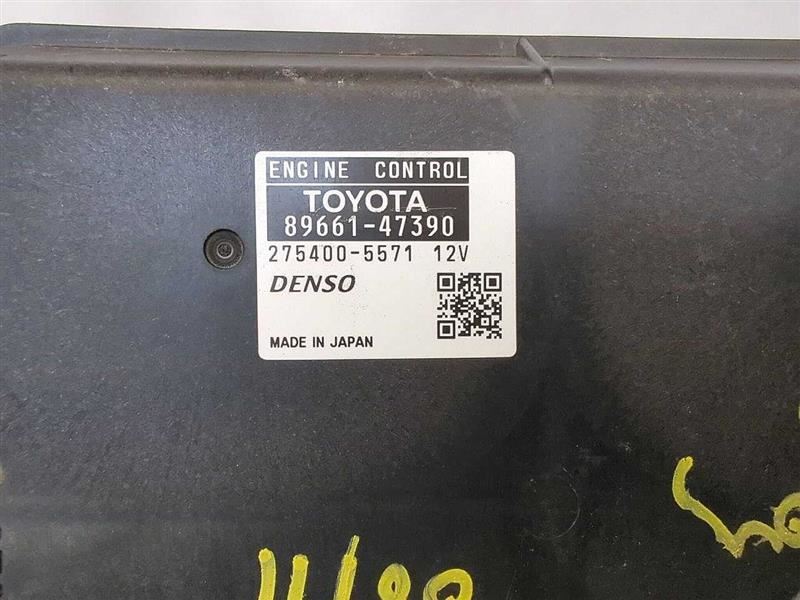 ENGINE CONTROL
TOYOTA
89661-47390
275400-5571 12V
DENSO
MADE IN JAPAN